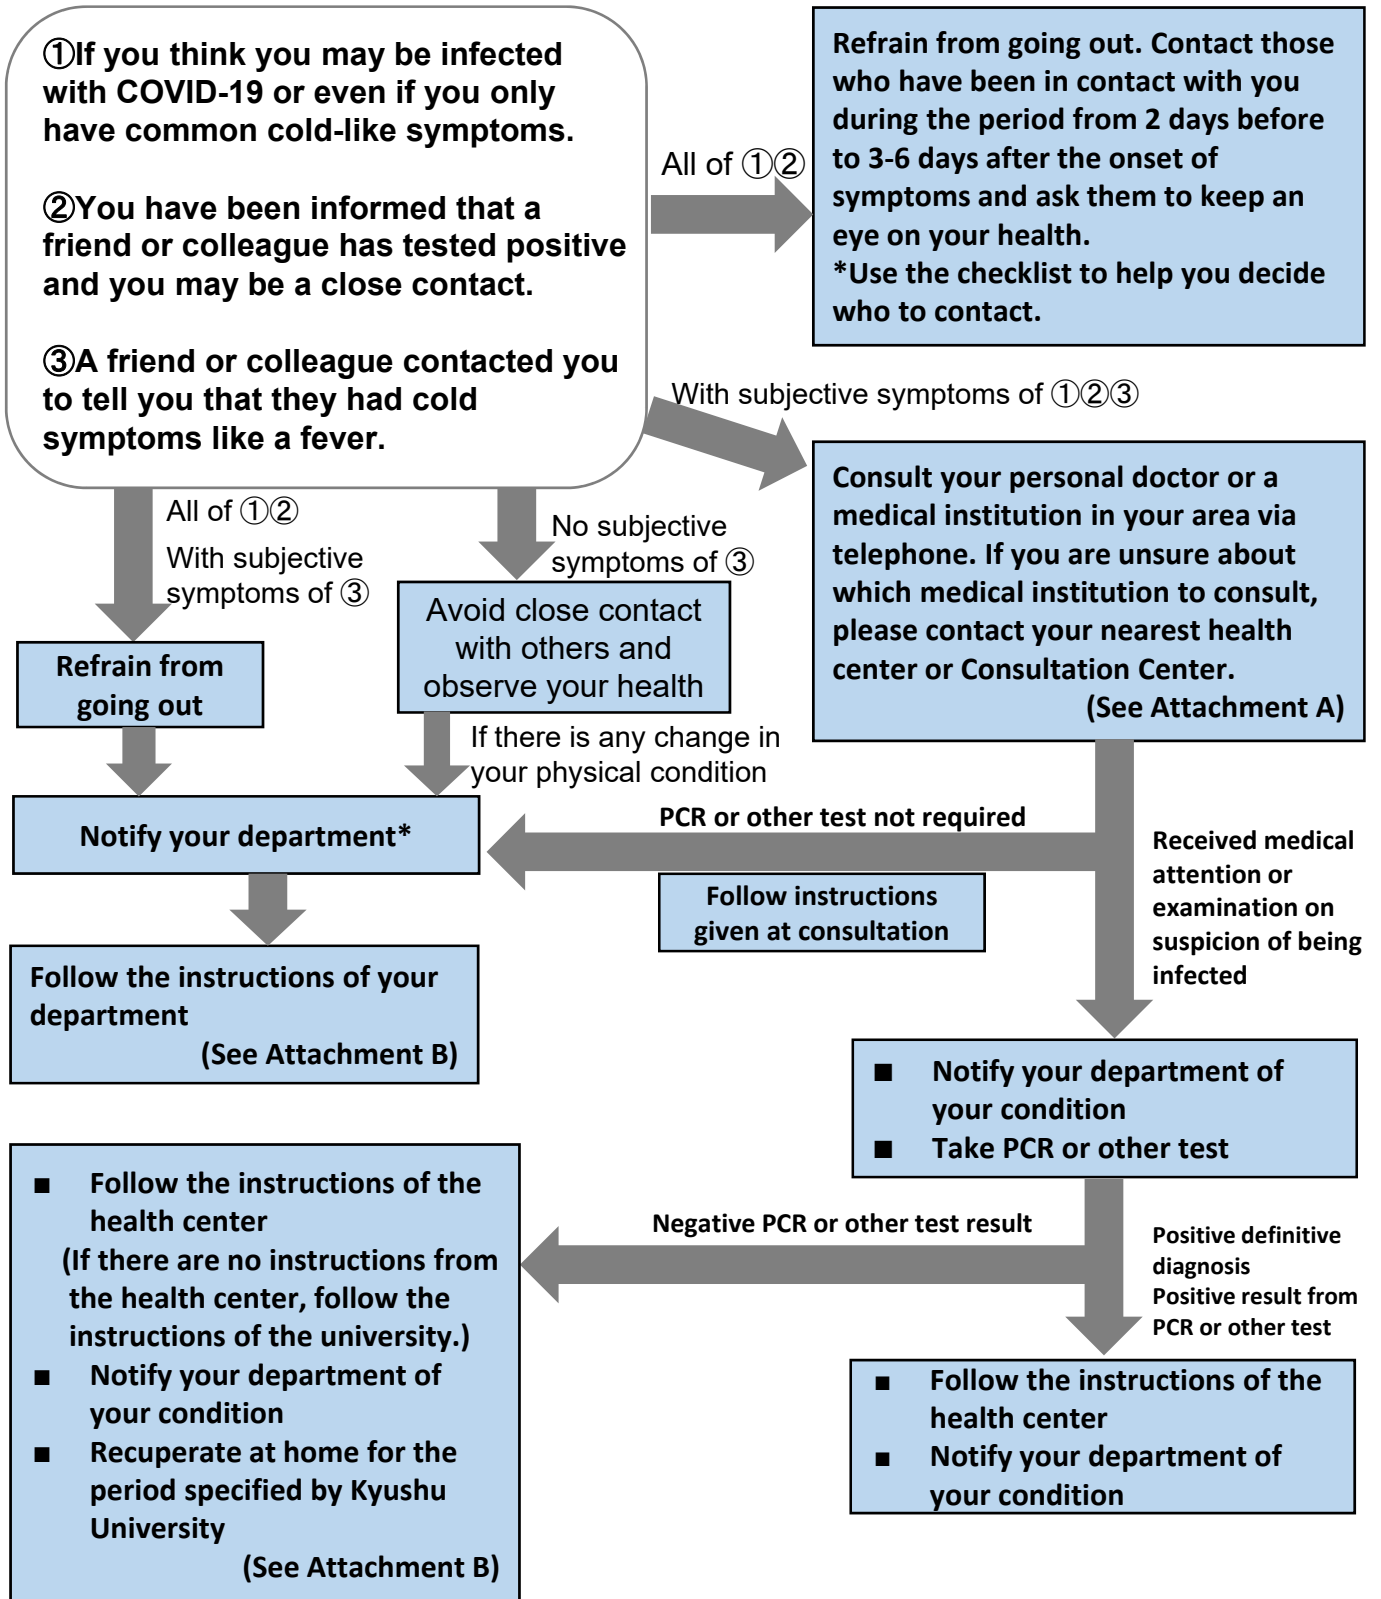 ①If you think you may be infected
with COVID-19 or even if you only
have common cold-like symptoms.
②You have been informed that a
friend or colleague has tested positive
and you may be a close contact.
③A friend or colleague contacted you
to tell you that they had cold
symptoms like a fever.
All of ①②
Refrain from going out. Contact those
who have been in contact with you
during the period from 2 days before
to 3-6 days after the onset of
symptoms and ask them to keep an
eye on your health.
*Use the checklist to help you decide
who to contact.
With subjective symptoms of ①②③
Consult your personal doctor or a
medical institution in your area via
telephone. If you are unsure about
which medical institution to consult,
please contact your nearest health
center or Consultation Center.
(See Attachment A)
All of ①②
With subjective
symptoms of ③
No subjective
symptoms of ③
Refrain from
going out
Avoid close contact
with others and
observe your health
If there is any change in
your physical condition
Notify your department*
PCR or other test not required
Follow instructions
given at consultation
Received medical
attention or
examination on
suspicion of being
infected
Follow the instructions of your
department
(See Attachment B)
■ Notify your department of
your condition
■ Take PCR or other test
Negative PCR or other test result
Positive definitive
diagnosis
Positive result from
PCR or other test
■ Follow the instructions of the
health center
(If there are no instructions from
the health center, follow the
instructions of the university.)
■ Notify your department of
your condition
■ Recuperate at home for the
period specified by Kyushu
University
(See Attachment B)
■ Follow the instructions of the
health center
■ Notify your department of
your condition